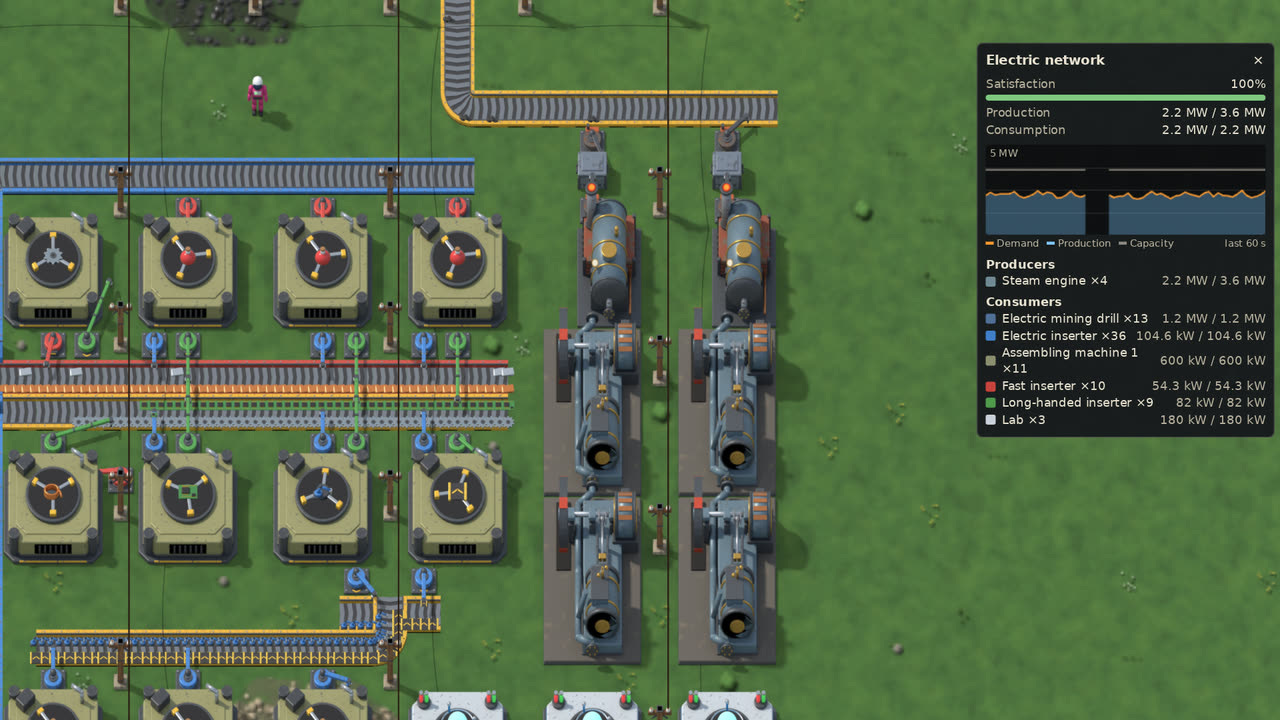 Electric network ×
Satisfaction 100%
Production 2.2 MW / 3.6 MW
Consumption 2.2 MW / 2.2 MW
5 MW
Demand Production Capacity last 60 s
Producers
Steam engine ×4 2.2 MW / 3.6 MW
Consumers
Electric mining drill ×13 1.2 MW / 1.2 MW
Electric inserter ×36 104.6 kW / 104.6 kW
Assembling machine 1
×11 600 kW / 600 kW
Fast inserter ×10 54.3 kW / 54.3 kW
Long-handed inserter ×9 82 kW / 82 kW
Lab ×3 180 kW / 180 kW